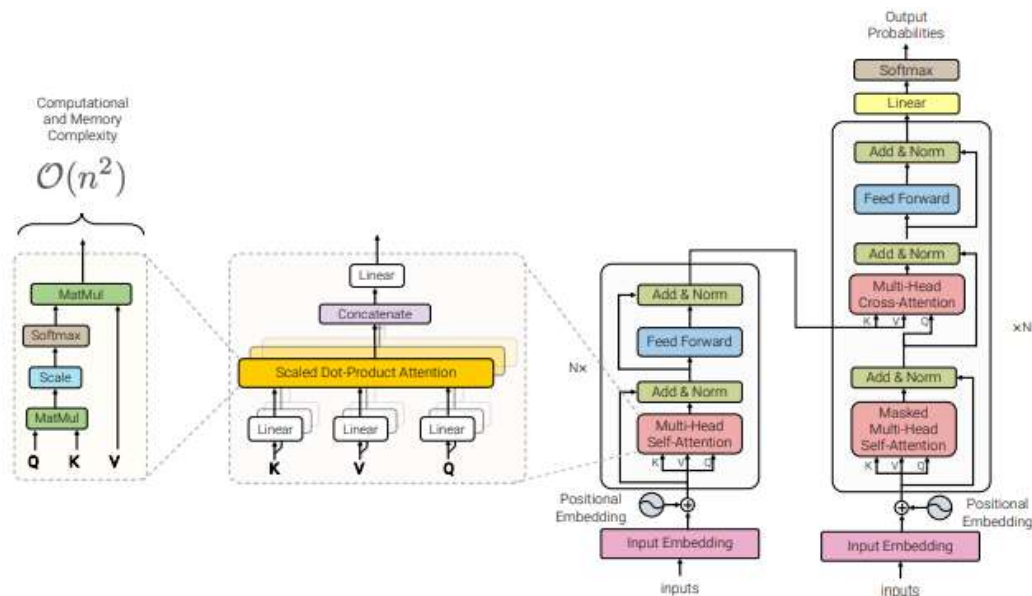 Computational
and Memory
Complexity
O(n²)
MatMul
Softmax
Scale
MatMul
Q K V
Linear
Concatenate
Scaled Dot-Product Attention
Linear Linear Linear
K V Q
Add & Norm
Feed Forward
N×
Add & Norm
Multi-Head
Self-Attention
K V Q
Positional
Embedding
Input Embedding
inputs
Output
Probabilities
Softmax
Linear
Add & Norm
Feed Forward
Add & Norm
Multi-Head
Cross-Attention
K V Q
×N
Add & Norm
Masked
Multi-Head
Self-Attention
K V Q
Positional
Embedding
Input Embedding
inputs